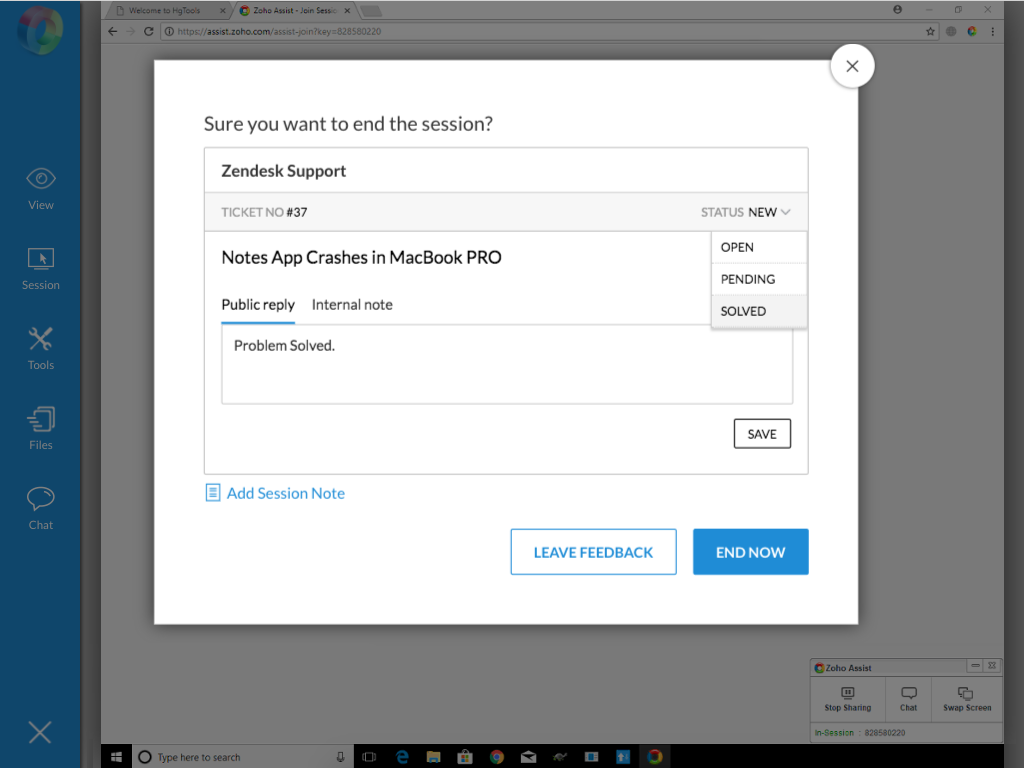 Welcome to HgTools
Zoho Assist - Join Sessio
https://assist.zoho.com/assist-join?key=828580220
View
Session
Tools
Files
Chat
Sure you want to end the session?
Zendesk Support
TICKET NO #37
STATUS NEW
OPEN
PENDING
SOLVED
Notes App Crashes in MacBook PRO
Public reply Internal note
Problem Solved.
SAVE
Add Session Note
LEAVE FEEDBACK END NOW
Zoho Assist
Stop Sharing Chat Swap Screen
In-Session : 828580220
Type here to search